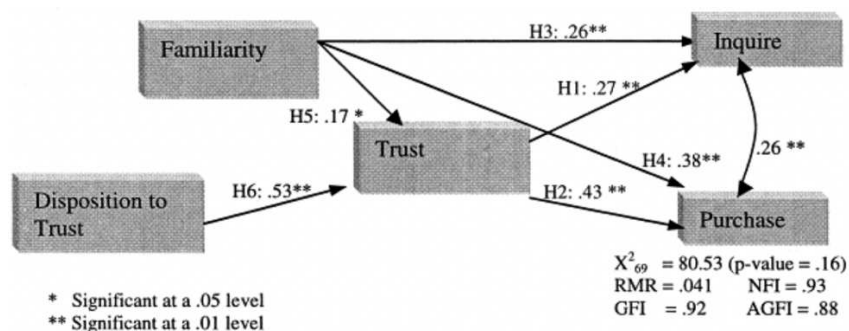 Familiarity
H3: .26**
Inquire
H1: .27 **
H5: .17 *
Trust
.26 **
H4: .38**
Disposition to
Trust
H6: .53**
H2: .43 **
Purchase
X²₆₉ = 80.53 (p-value = .16)
RMR = .041 NFI = .93
GFI = .92 AGFI = .88
* Significant at a .05 level
** Significant at a .01 level